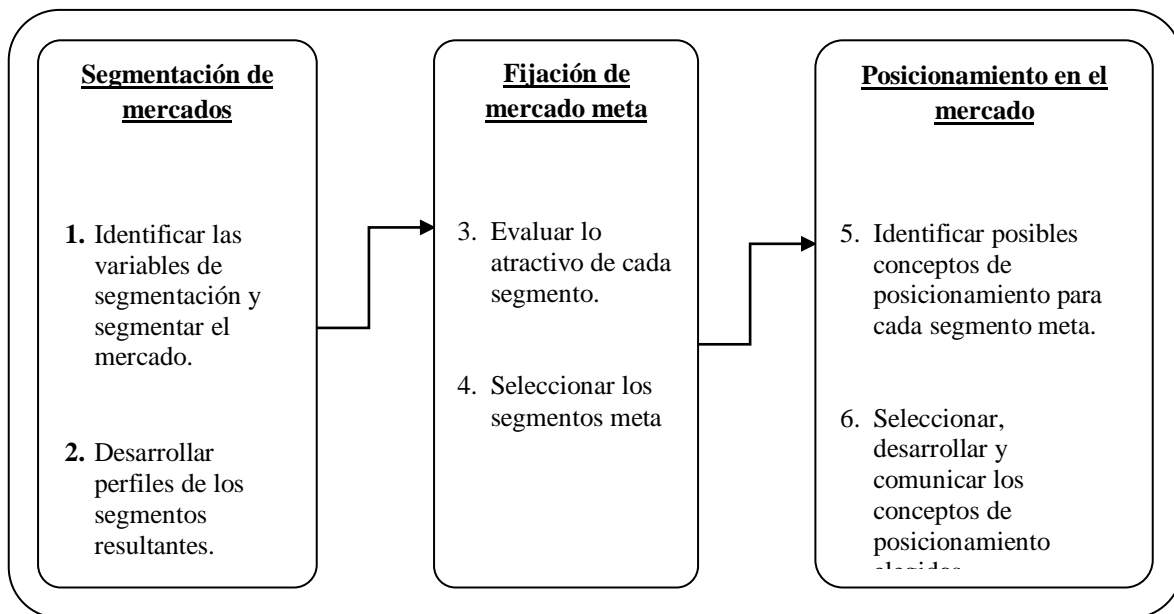 Segmentación de
mercados
1. Identificar las
variables de
segmentación y
segmentar el
mercado.
2. Desarrollar
perfiles de los
segmentos
resultantes.
Fijación de
mercado meta
3. Evaluar lo
atractivo de cada
segmento.
4. Seleccionar los
segmentos meta
Posicionamiento en el
mercado
5. Identificar posibles
conceptos de
posicionamiento para
cada segmento meta.
6. Seleccionar,
desarrollar y
comunicar los
conceptos de
posicionamiento